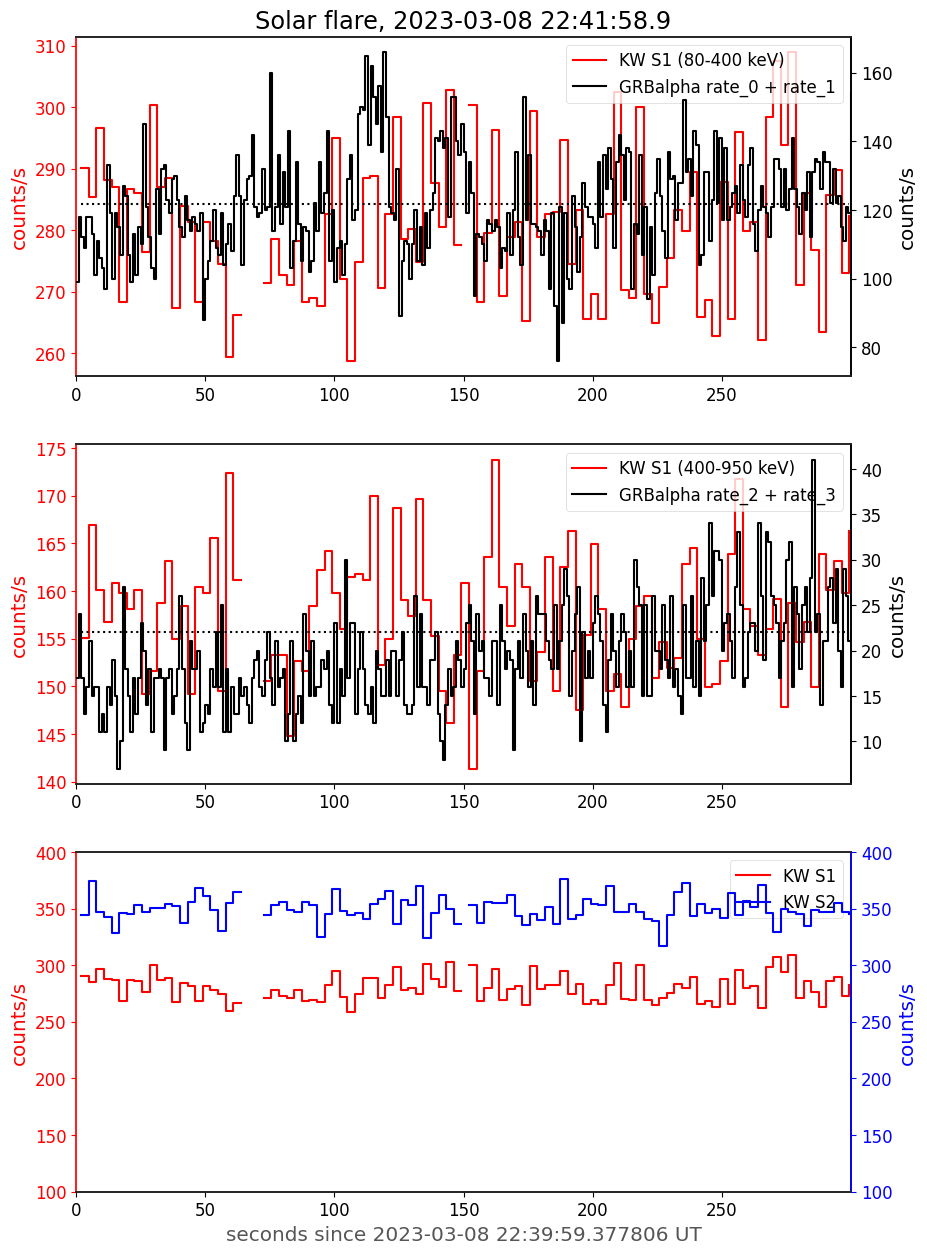 Solar flare, 2023-03-08 22:41:58.9
KW S1 (80-400 keV)
GRBalpha rate_0 + rate_1
310
300
290
280
270
260
counts/s
160
140
120
100
80
counts/s
0 50 100 150 200 250
KW S1 (400-950 keV)
GRBalpha rate_2 + rate_3
175
170
165
160
155
150
145
140
counts/s
40
35
30
25
20
15
10
counts/s
0 50 100 150 200 250
KW S1
KW S2
400
350
300
250
200
150
100
counts/s
400
350
300
250
200
150
100
counts/s
0 50 100 150 200 250
seconds since 2023-03-08 22:39:59.377806 UT